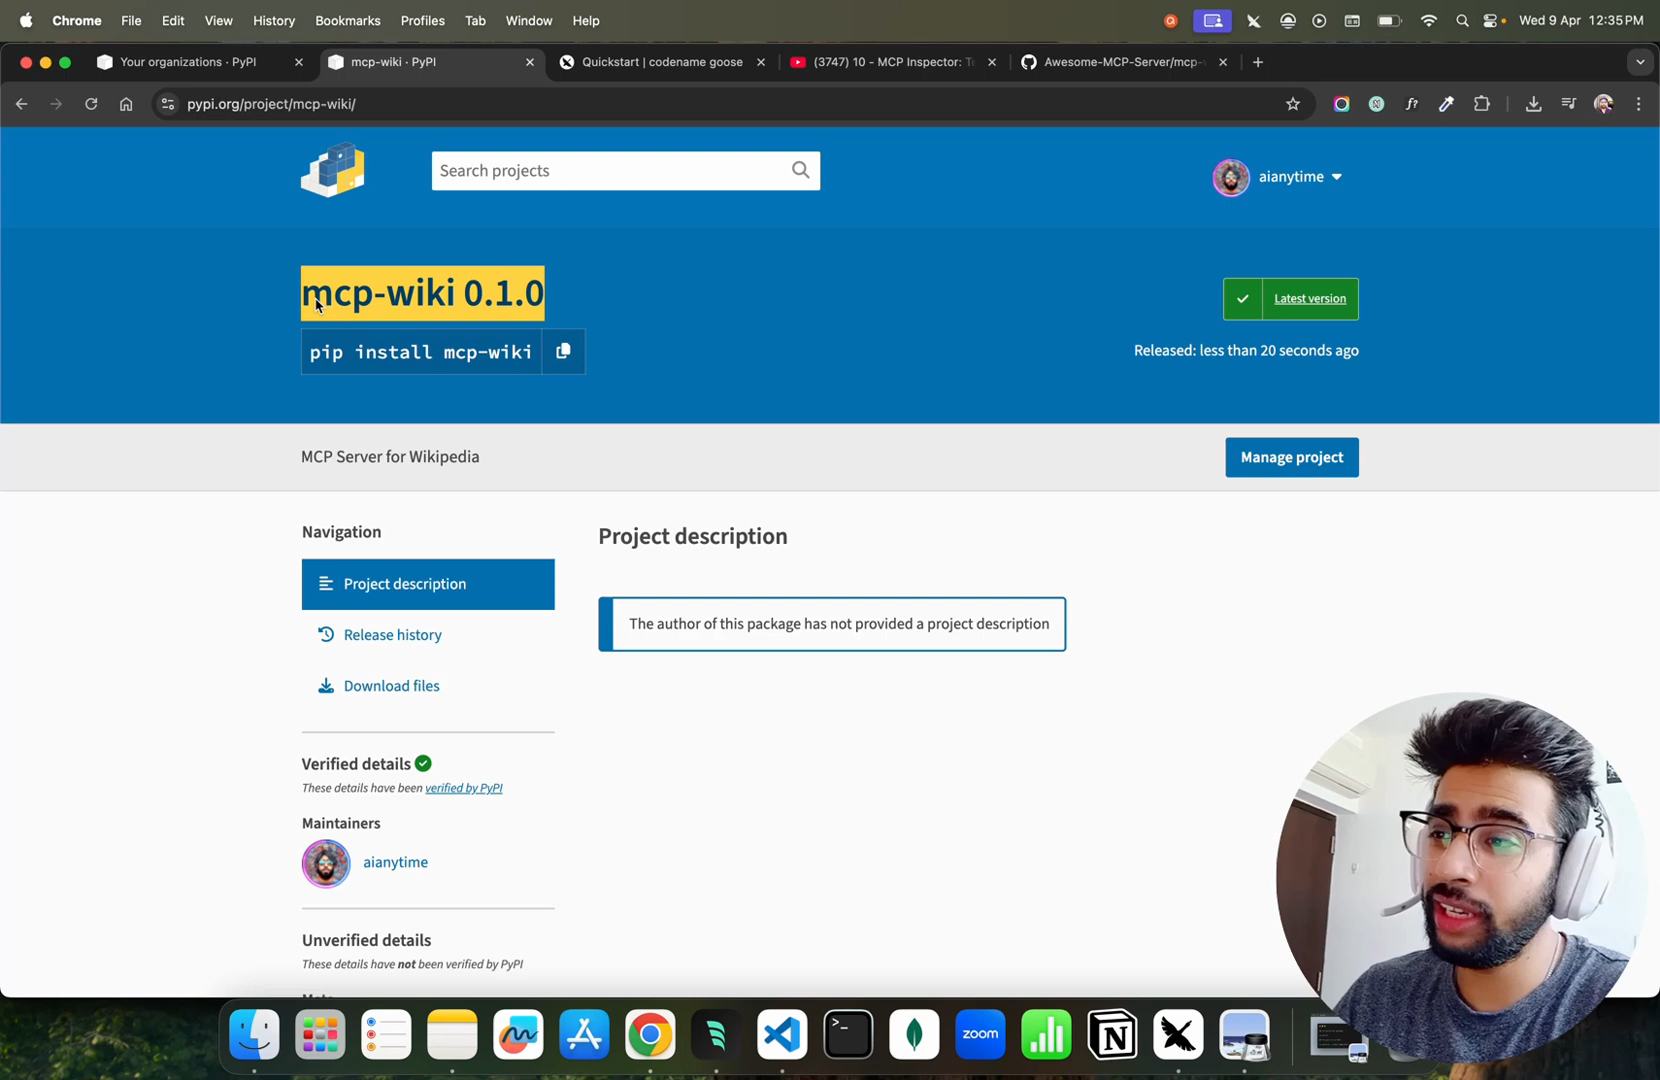 Chrome File Edit View History Bookmarks Profiles Tab Window Help Wed 9 Apr 12:35 PM
Your organizations · PyPI mcp-wiki · PyPI Quickstart | codename goose (3747) 10 - MCP Inspector: Te Awesome-MCP-Server/mcp-w
pypi.org/project/mcp-wiki/ f?
Search projects
aianytime
mcp-wiki 0.1.0
Latest version
pip install mcp-wiki
Released: less than 20 seconds ago
MCP Server for Wikipedia
Manage project
Navigation
Project description
Project description
The author of this package has not provided a project description
Release history
Download files
Verified details
These details have been verified by PyPI
Maintainers
aianytime
Unverified details
These details have not been verified by PyPI
zoom